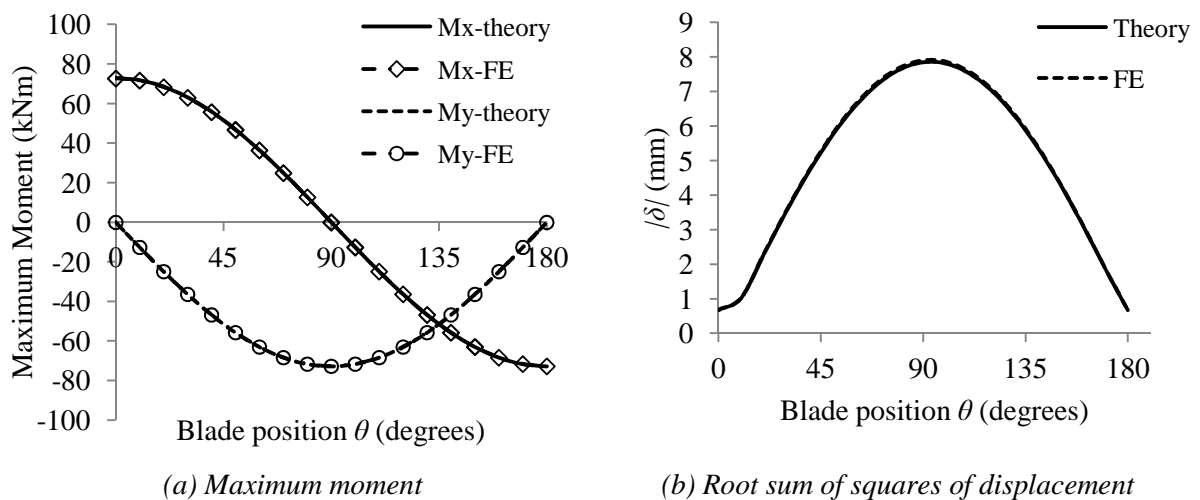 Maximum Moment (kNm)
100
80
60
40
20
0
-20
-40
-60
-80
-100
0
45
90
135
180
Mx-theory
Mx-FE
My-theory
My-FE
Blade position θ (degrees)
(a) Maximum moment
|δ| (mm)
9
8
7
6
5
4
3
2
1
0
0
45
90
135
180
Theory
FE
Blade position θ (degrees)
(b) Root sum of squares of displacement